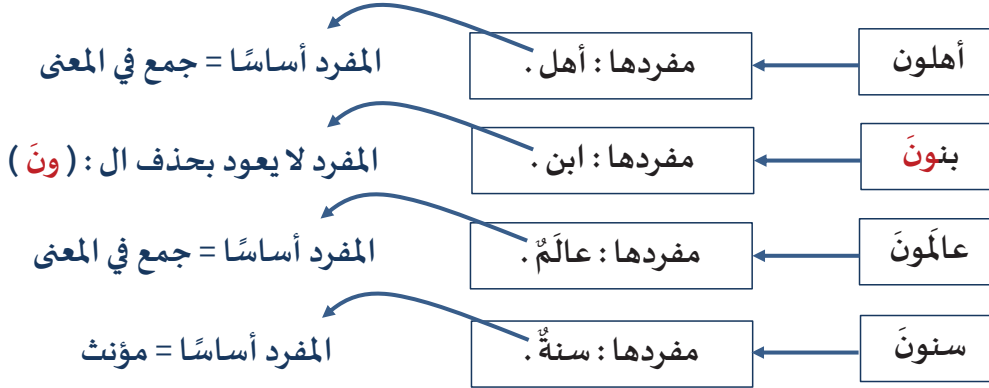 أهلون مفردها : أهل . المفرد أساسًا = جمع في المعنى
بنونَ مفردها : ابن . المفرد لا يعود بحذف ال : ( ونَ )
عالَمونَ مفردها : عالَمٌ . المفرد أساسًا = جمع في المعنى
سنونَ مفردها : سنةٌ . المفرد أساسًا = مؤنث